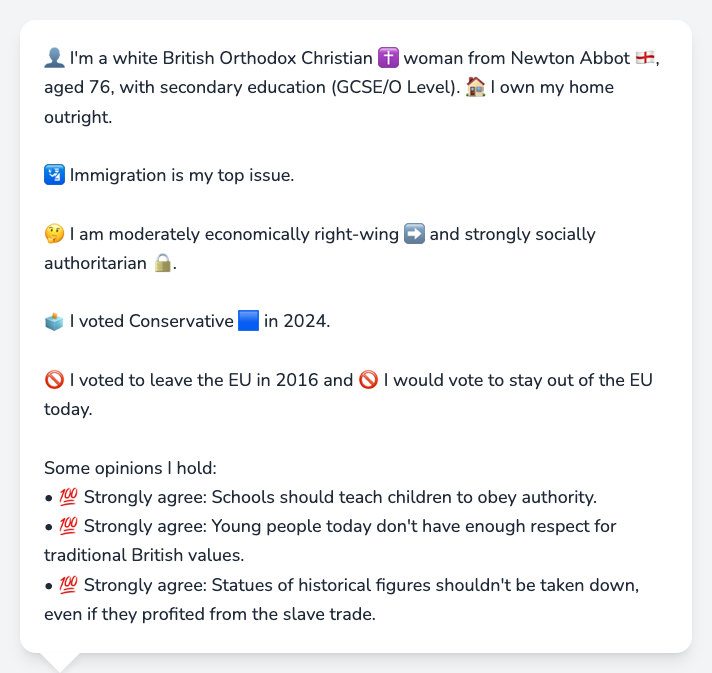 👤 I'm a white British Orthodox Christian ✝️ woman from Newton Abbot 🏴󠁧󠁢󠁥󠁮󠁧󠁿,
aged 76, with secondary education (GCSE/O Level). 🏠 I own my home
outright.
🛂 Immigration is my top issue.
🤔 I am moderately economically right-wing ➡️ and strongly socially
authoritarian 🔒.
🗳️ I voted Conservative 🟦 in 2024.
🚫 I voted to leave the EU in 2016 and 🚫 I would vote to stay out of the EU
today.
Some opinions I hold:
• 💯 Strongly agree: Schools should teach children to obey authority.
• 💯 Strongly agree: Young people today don't have enough respect for
traditional British values.
• 💯 Strongly agree: Statues of historical figures shouldn't be taken down,
even if they profited from the slave trade.